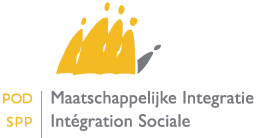 POD Maatschappelijke Integratie
SPP Intégration Sociale